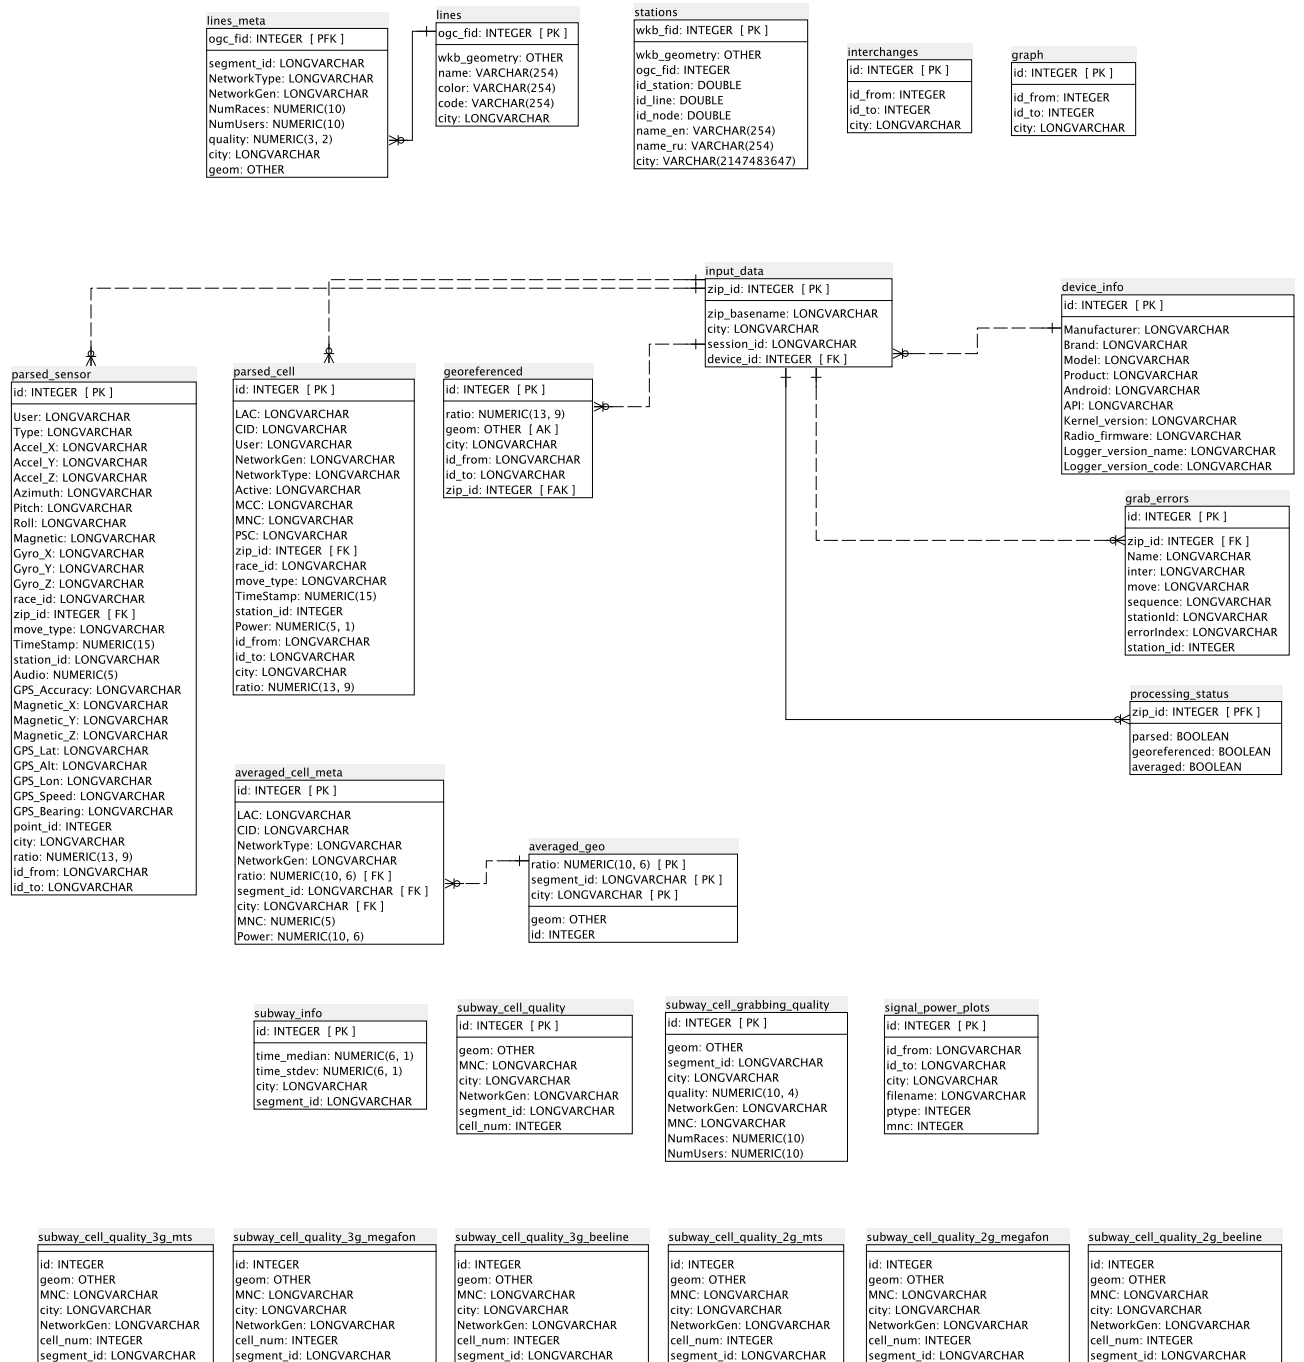 lines_meta
ogc_fid: INTEGER [ PFK ]
segment_id: LONGVARCHAR
NetworkType: LONGVARCHAR
NetworkGen: LONGVARCHAR
NumRaces: NUMERIC(10)
NumUsers: NUMERIC(10)
quality: NUMERIC(3, 2)
city: LONGVARCHAR
geom: OTHER
lines
ogc_fid: INTEGER [ PK ]
wkb_geometry: OTHER
name: VARCHAR(254)
color: VARCHAR(254)
code: VARCHAR(254)
city: LONGVARCHAR
stations
wkb_fid: INTEGER [ PK ]
wkb_geometry: OTHER
ogc_fid: INTEGER
id_station: DOUBLE
id_line: DOUBLE
id_node: DOUBLE
name_en: VARCHAR(254)
name_ru: VARCHAR(254)
city: VARCHAR(2147483647)
interchanges
id: INTEGER [ PK ]
id_from: INTEGER
id_to: INTEGER
city: LONGVARCHAR
graph
id: INTEGER [ PK ]
id_from: INTEGER
id_to: INTEGER
city: LONGVARCHAR
input_data
zip_id: INTEGER [ PK ]
zip_basename: LONGVARCHAR
city: LONGVARCHAR
session_id: LONGVARCHAR
device_id: INTEGER [ FK ]
device_info
id: INTEGER [ PK ]
Manufacturer: LONGVARCHAR
Brand: LONGVARCHAR
Model: LONGVARCHAR
Product: LONGVARCHAR
Android: LONGVARCHAR
API: LONGVARCHAR
Kernel_version: LONGVARCHAR
Radio_firmware: LONGVARCHAR
Logger_version_name: LONGVARCHAR
Logger_version_code: LONGVARCHAR
parsed_sensor
id: INTEGER [ PK ]
User: LONGVARCHAR
Type: LONGVARCHAR
Accel_X: LONGVARCHAR
Accel_Y: LONGVARCHAR
Accel_Z: LONGVARCHAR
Azimuth: LONGVARCHAR
Pitch: LONGVARCHAR
Roll: LONGVARCHAR
Magnetic: LONGVARCHAR
Gyro_X: LONGVARCHAR
Gyro_Y: LONGVARCHAR
Gyro_Z: LONGVARCHAR
race_id: LONGVARCHAR
zip_id: INTEGER [ FK ]
move_type: LONGVARCHAR
TimeStamp: NUMERIC(15)
station_id: LONGVARCHAR
Audio: NUMERIC(5)
GPS_Accuracy: LONGVARCHAR
Magnetic_X: LONGVARCHAR
Magnetic_Y: LONGVARCHAR
Magnetic_Z: LONGVARCHAR
GPS_Lat: LONGVARCHAR
GPS_Alt: LONGVARCHAR
GPS_Lon: LONGVARCHAR
GPS_Speed: LONGVARCHAR
GPS_Bearing: LONGVARCHAR
point_id: INTEGER
city: LONGVARCHAR
ratio: NUMERIC(13, 9)
id_from: LONGVARCHAR
id_to: LONGVARCHAR
parsed_cell
id: INTEGER [ PK ]
LAC: LONGVARCHAR
CID: LONGVARCHAR
User: LONGVARCHAR
NetworkGen: LONGVARCHAR
NetworkType: LONGVARCHAR
Active: LONGVARCHAR
MCC: LONGVARCHAR
MNC: LONGVARCHAR
PSC: LONGVARCHAR
zip_id: INTEGER [ FK ]
race_id: LONGVARCHAR
move_type: LONGVARCHAR
TimeStamp: NUMERIC(15)
station_id: INTEGER
Power: NUMERIC(5, 1)
id_from: LONGVARCHAR
id_to: LONGVARCHAR
city: LONGVARCHAR
ratio: NUMERIC(13, 9)
georeferenced
id: INTEGER [ PK ]
ratio: NUMERIC(13, 9)
geom: OTHER [ AK ]
city: LONGVARCHAR
id_from: LONGVARCHAR
id_to: LONGVARCHAR
zip_id: INTEGER [ FAK ]
grab_errors
id: INTEGER [ PK ]
zip_id: INTEGER [ FK ]
Name: LONGVARCHAR
inter: LONGVARCHAR
move: LONGVARCHAR
sequence: LONGVARCHAR
stationId: LONGVARCHAR
errorIndex: LONGVARCHAR
station_id: INTEGER
processing_status
zip_id: INTEGER [ PFK ]
parsed: BOOLEAN
georeferenced: BOOLEAN
averaged: BOOLEAN
averaged_cell_meta
id: INTEGER [ PK ]
LAC: LONGVARCHAR
CID: LONGVARCHAR
NetworkType: LONGVARCHAR
NetworkGen: LONGVARCHAR
ratio: NUMERIC(10, 6) [ FK ]
segment_id: LONGVARCHAR [ FK ]
city: LONGVARCHAR [ FK ]
MNC: NUMERIC(5)
Power: NUMERIC(10, 6)
averaged_geo
ratio: NUMERIC(10, 6) [ PK ]
segment_id: LONGVARCHAR [ PK ]
city: LONGVARCHAR [ PK ]
geom: OTHER
id: INTEGER
subway_info
id: INTEGER [ PK ]
time_median: NUMERIC(6, 1)
time_stdev: NUMERIC(6, 1)
city: LONGVARCHAR
segment_id: LONGVARCHAR
subway_cell_quality
id: INTEGER [ PK ]
geom: OTHER
MNC: LONGVARCHAR
city: LONGVARCHAR
NetworkGen: LONGVARCHAR
segment_id: LONGVARCHAR
cell_num: INTEGER
subway_cell_grabbing_quality
id: INTEGER [ PK ]
geom: OTHER
segment_id: LONGVARCHAR
city: LONGVARCHAR
quality: NUMERIC(10, 4)
NetworkGen: LONGVARCHAR
MNC: LONGVARCHAR
NumRaces: NUMERIC(10)
NumUsers: NUMERIC(10)
signal_power_plots
id: INTEGER [ PK ]
id_from: LONGVARCHAR
id_to: LONGVARCHAR
city: LONGVARCHAR
filename: LONGVARCHAR
ptype: INTEGER
mnc: INTEGER
subway_cell_quality_3g_mts
id: INTEGER
geom: OTHER
MNC: LONGVARCHAR
city: LONGVARCHAR
NetworkGen: LONGVARCHAR
cell_num: INTEGER
segment_id: LONGVARCHAR
subway_cell_quality_3g_megafon
id: INTEGER
geom: OTHER
MNC: LONGVARCHAR
city: LONGVARCHAR
NetworkGen: LONGVARCHAR
cell_num: INTEGER
segment_id: LONGVARCHAR
subway_cell_quality_3g_beeline
id: INTEGER
geom: OTHER
MNC: LONGVARCHAR
city: LONGVARCHAR
NetworkGen: LONGVARCHAR
cell_num: INTEGER
segment_id: LONGVARCHAR
subway_cell_quality_2g_mts
id: INTEGER
geom: OTHER
MNC: LONGVARCHAR
city: LONGVARCHAR
NetworkGen: LONGVARCHAR
cell_num: INTEGER
segment_id: LONGVARCHAR
subway_cell_quality_2g_megafon
id: INTEGER
geom: OTHER
MNC: LONGVARCHAR
city: LONGVARCHAR
NetworkGen: LONGVARCHAR
cell_num: INTEGER
segment_id: LONGVARCHAR
subway_cell_quality_2g_beeline
id: INTEGER
geom: OTHER
MNC: LONGVARCHAR
city: LONGVARCHAR
NetworkGen: LONGVARCHAR
cell_num: INTEGER
segment_id: LONGVARCHAR